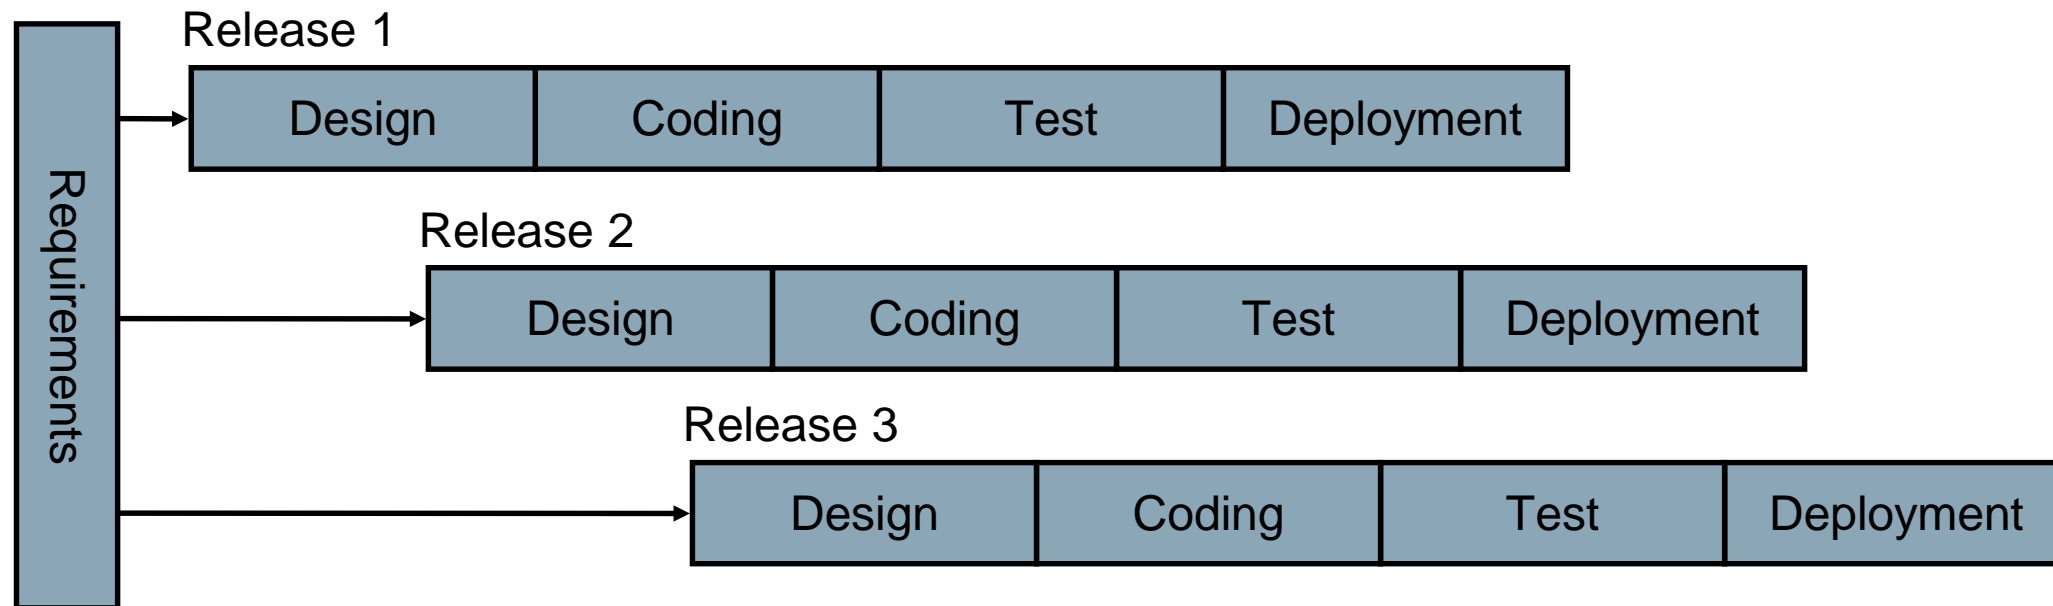 Requirements
Release 1
Design Coding Test Deployment
Release 2
Design Coding Test Deployment
Release 3
Design Coding Test Deployment